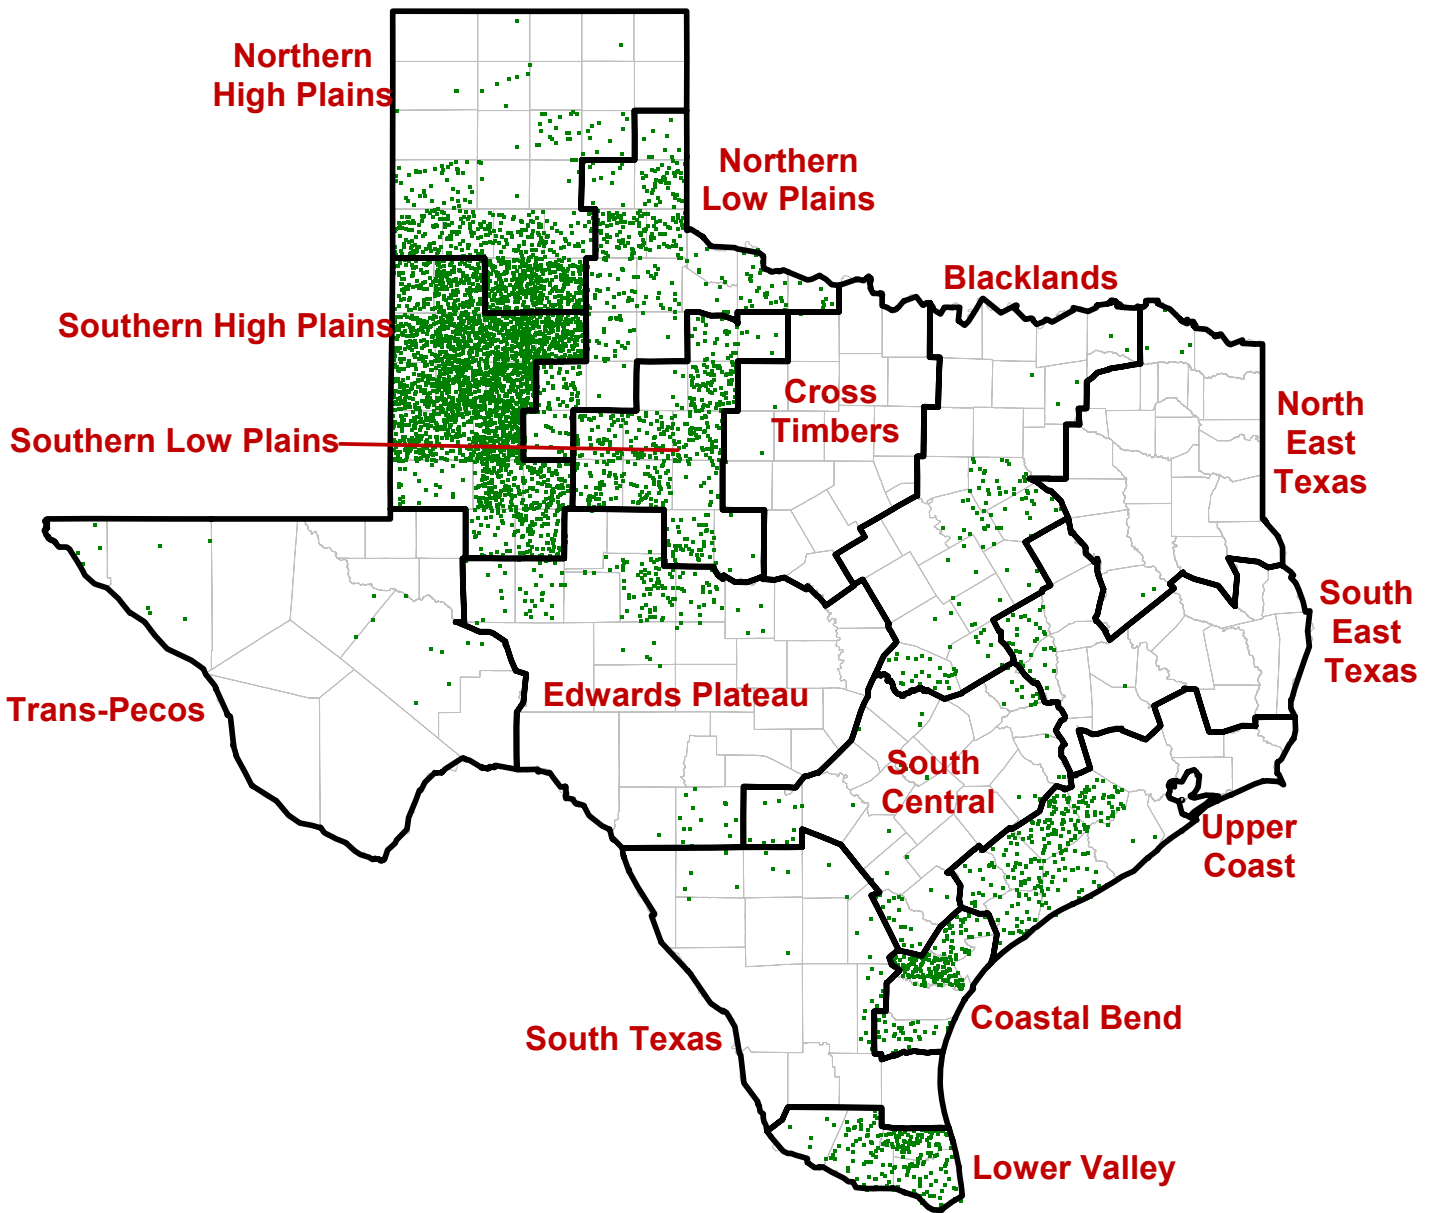 Northern
High Plains
Northern
Low Plains
Blacklands
Southern High Plains
Cross
Timbers
North
East
Texas
Southern Low Plains
South
East
Texas
Trans-Pecos
Edwards Plateau
South
Central
Upper
Coast
Coastal Bend
South Texas
Lower Valley